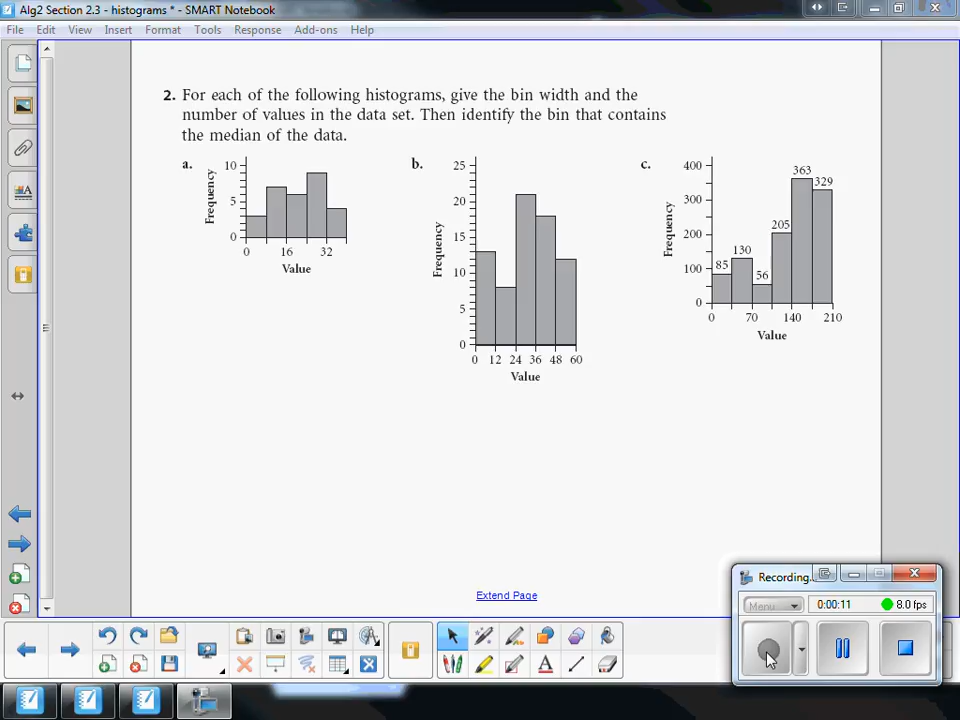 Alg2 Section 2.3 - histograms * - SMART Notebook
File Edit View Insert Format Tools Response Add-ons Help
2. For each of the following histograms, give the bin width and the
number of values in the data set. Then identify the bin that contains
the median of the data.
a.
10
5
0
Frequency
0 16 32
Value
b.
25
20
15
10
5
0
Frequency
0 12 24 36 48 60
Value
c.
400
300
200
100
0
Frequency
85 130 56 205 363 329
0 70 140 210
Value
Extend Page
Recording...
Menu 0:00:11 8.0 fps